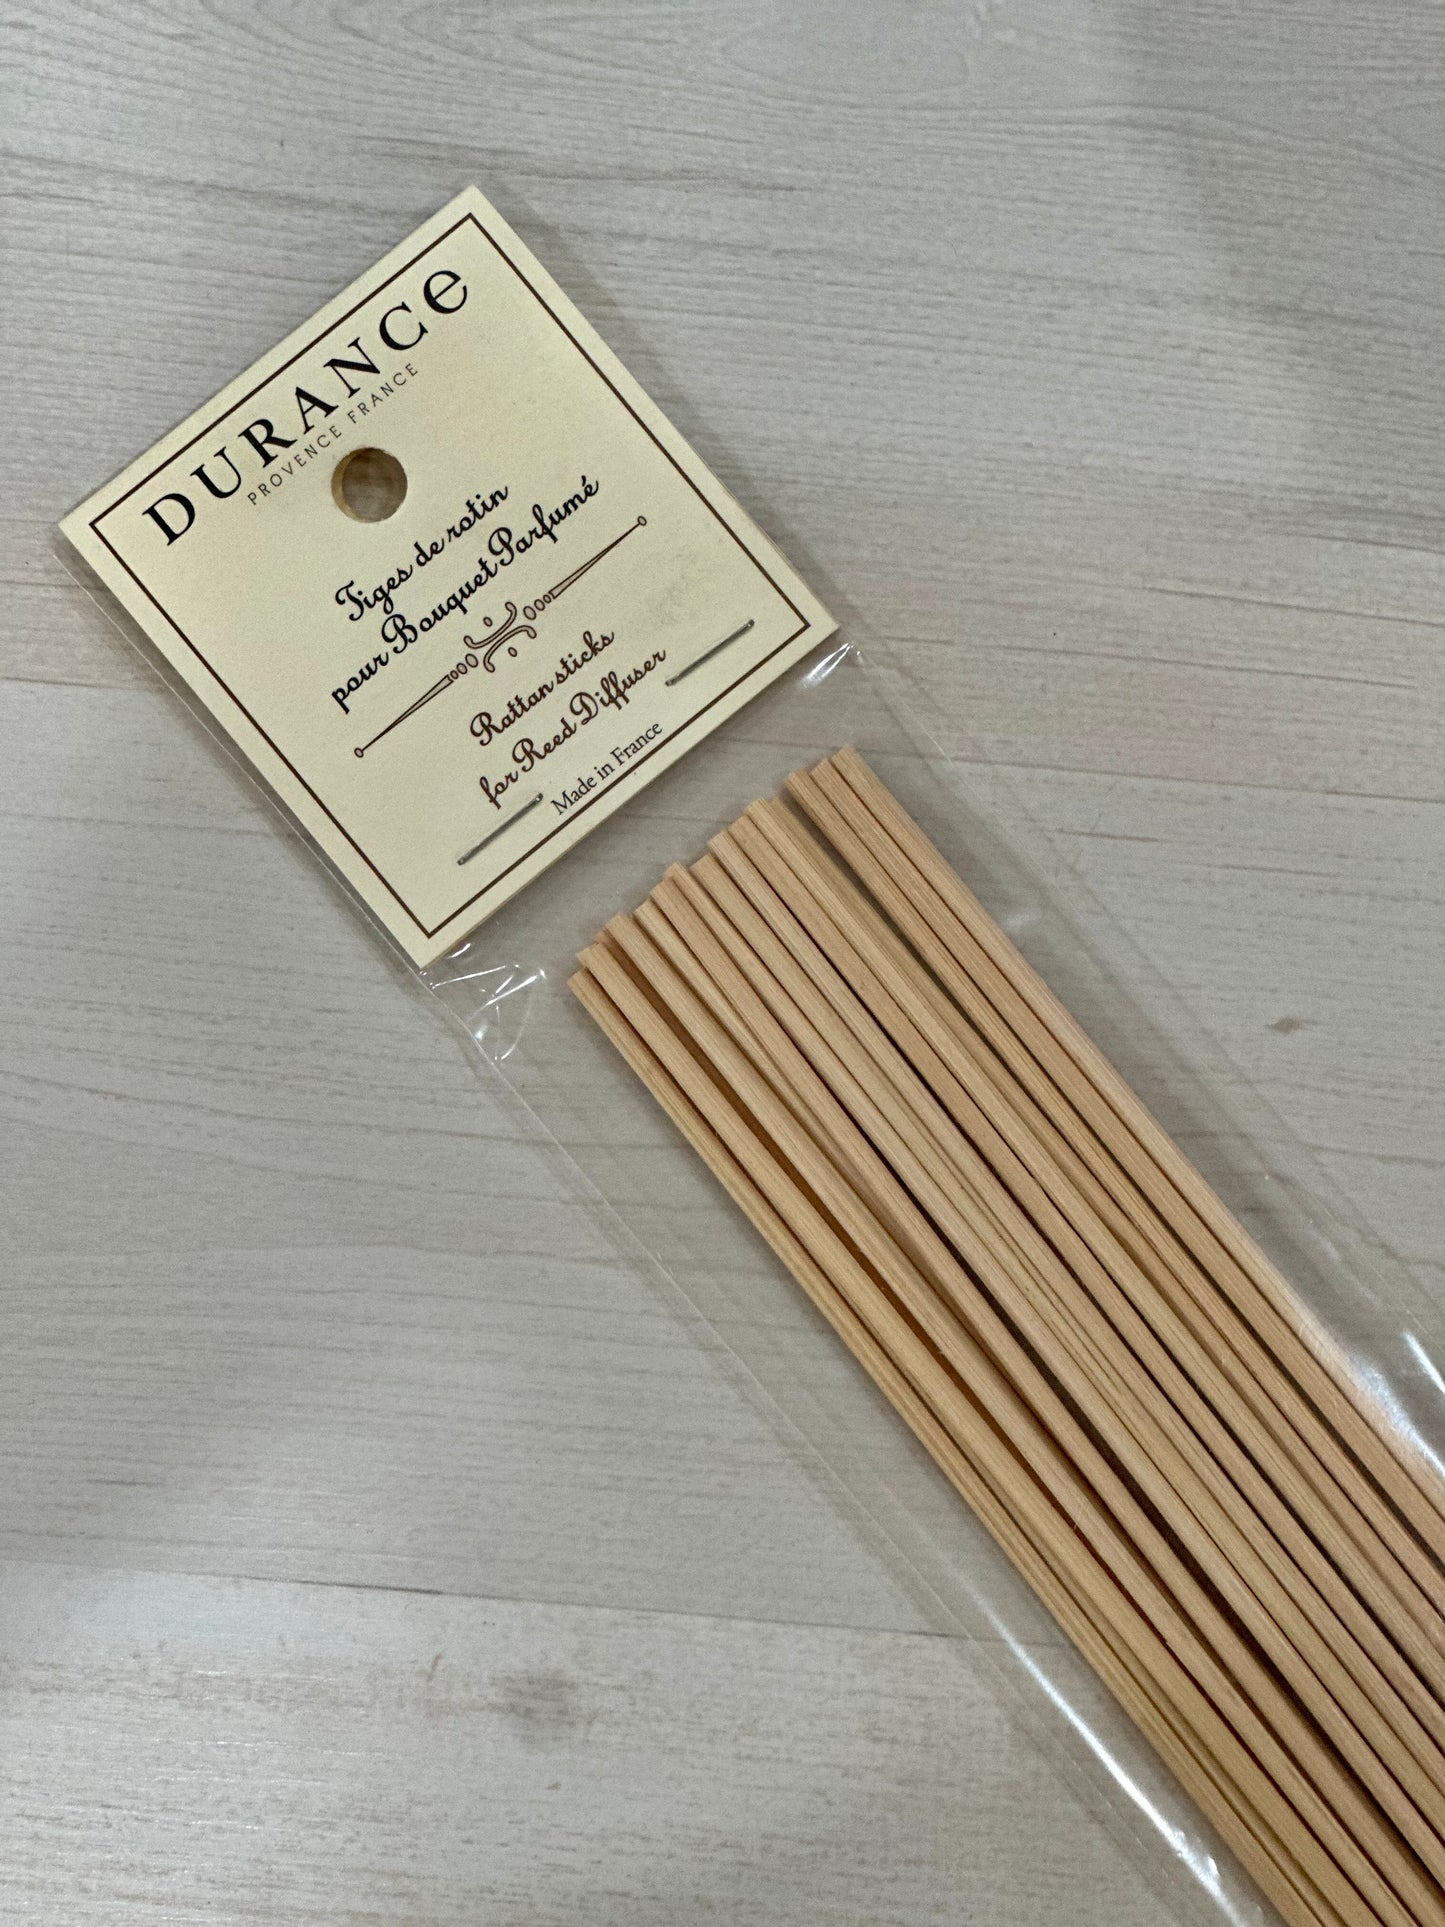 DURANCe
PROVENCE FRANCE
Tiges de rotin
pour Bouquet Parfumé
Rattan sticks
for Reed Diffuser
Made in France